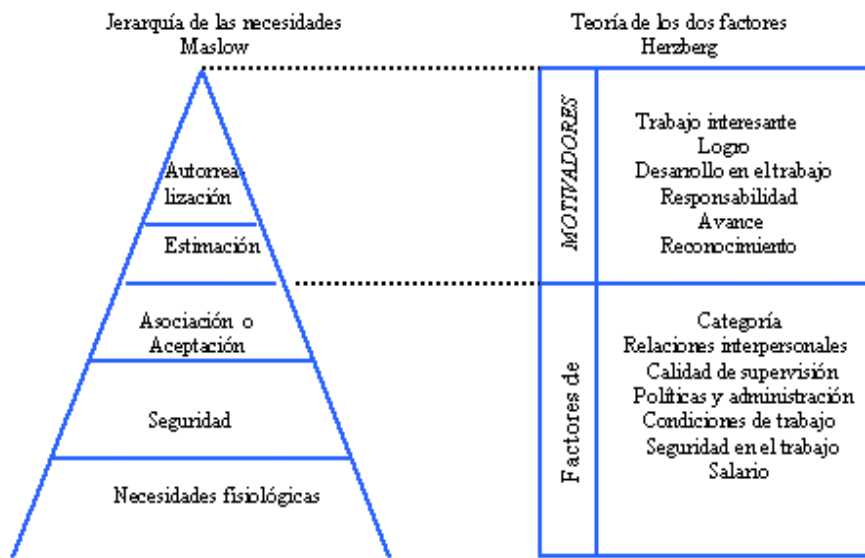 Jerarquía de las necesidades
Maslow
Autorrea-
lización
Estimación
Asociación o
Aceptación
Seguridad
Necesidades fisiológicas
Teoría de los dos factores
Herzberg
MOTIVADORES
Trabajo interesante
Logro
Desarrollo en el trabajo
Responsabilidad
Avance
Reconocimiento
Factores de
Categoría
Relaciones interpersonales
Calidad de supervisión
Políticas y administración
Condiciones de trabajo
Seguridad en el trabajo
Salario